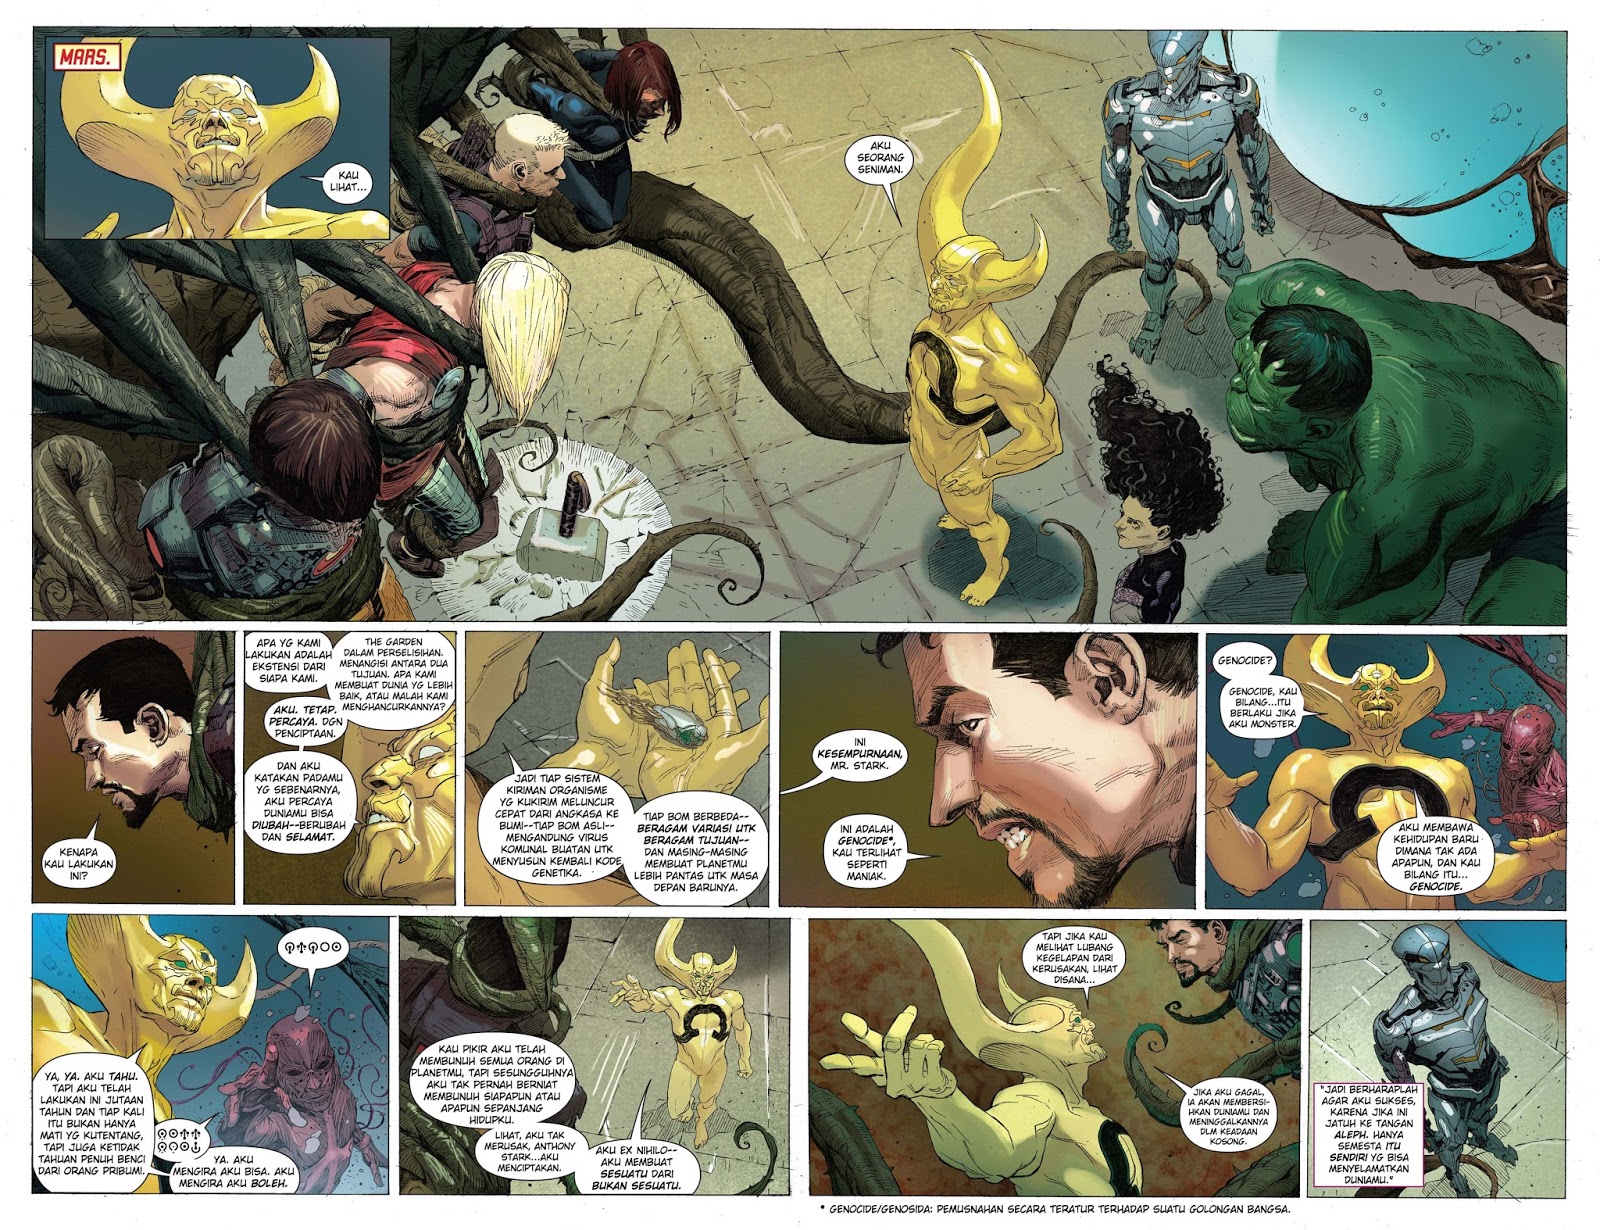 MARS.
KAU
LIHAT...
AKU
SEORANG
SENIMAN.
KENAPA
KAU LAKUKAN
INI?
APA YG KAMI
LAKUKAN ADALAH
EKSTENSI DARI
SIAPA KAMI.
THE GARDEN
DALAM PERSELISIHAN.
MENANGISI ANTARA DUA
TUJUAN. APA KAMI
MEMBUAT DUNIA YG LEBIH
BAIK, ATAU MALAH KAMI
MENGHANCURKANNYA?
AKU. TETAP.
PERCAYA. DGN
PENCIPTAAN.
DAN AKU
KATAKAN PADAMU
YG SEBENARNYA,
AKU PERCAYA
DUNIAMU BISA
DIUBAH--BERUBAH
DAN SELAMAT.
JADI TIAP SISTEM
KIRIMAN ORGANISME
YG KUKIRIM MELUNCUR
CEPAT DARI ANGKASA KE
BUMI--TIAP BOM ASLI--
MENGANDUNG VIRUS
KOMUNAL BUATAN UTK
MENYUSUN KEMBALI KODE
GENETIKA.
TIAP BOM BERBEDA--
BERAGAM VARIASI UTK
BERAGAM TUJUAN--
DAN MASING-MASING
MEMBUAT PLANETMU
LEBIH PANTAS UTK MASA
DEPAN BARUNYA.
INI
KESEMPURNAAN,
MR. STARK.
INI ADALAH
GENOCIDE*,
KAU TERLIHAT
SEPERTI
MANIAK.
GENOCIDE?
GENOCIDE, KAU
BILANG...ITU
BERLAKU JIKA
AKU MONSTER.
AKU MEMBAWA
KEHIDUPAN BARU
DIMANA TAK ADA
APAPUN, DAN KAU
BILANG ITU...
GENOCIDE.
YA, YA. AKU TAHU.
TAPI AKU TELAH
LAKUKAN INI JUTAAN
TAHUN DAN TIAP KALI
ITU BUKAN HANYA
MATI YG KUTENTANG,
TAPI JUGA KETIDAK
TAHUAN PENUH BENCI
DARI ORANG PRIBUMI.
YA. AKU
MENGIRA AKU BISA. AKU
MENGIRA AKU BOLEH.
KAU PIKIR AKU TELAH
MEMBUNUH SEMUA ORANG DI
PLANETMU, TAPI SESUNGGUHNYA
AKU TAK PERNAH BERNIAT
MEMBUNUH SIAPAPUN ATAU
APAPUN SEPANJANG
HIDUPKU.
LIHAT, AKU TAK
MERUSAK, ANTHONY
STARK...AKU
MENCIPTAKAN.
AKU EX NIHILO--
AKU MEMBUAT
SESUATU DARI
BUKAN SESUATU.
TAPI JIKA KAU
MELIHAT LUBANG
KEGELAPAN DARI
KERUSAKAN, LIHAT
DISANA...
JIKA AKU GAGAL,
IA AKAN MEMBERSI-
HKAN DUNIAMU DAN
MENINGGALKANNYA
DLM KEADAAN
KOSONG.
"JADI BERHARAPLAH
AGAR AKU SUKSES,
KARENA JIKA INI
JATUH KE TANGAN
ALEPH. HANYA
SEMESTA ITU
SENDIRI YG BISA
MENYELAMATKAN
DUNIAMU."
* GENOCIDE/GENOSIDA: PEMUSNAHAN SECARA TERATUR TERHADAP SUATU GOLONGAN BANGSA.